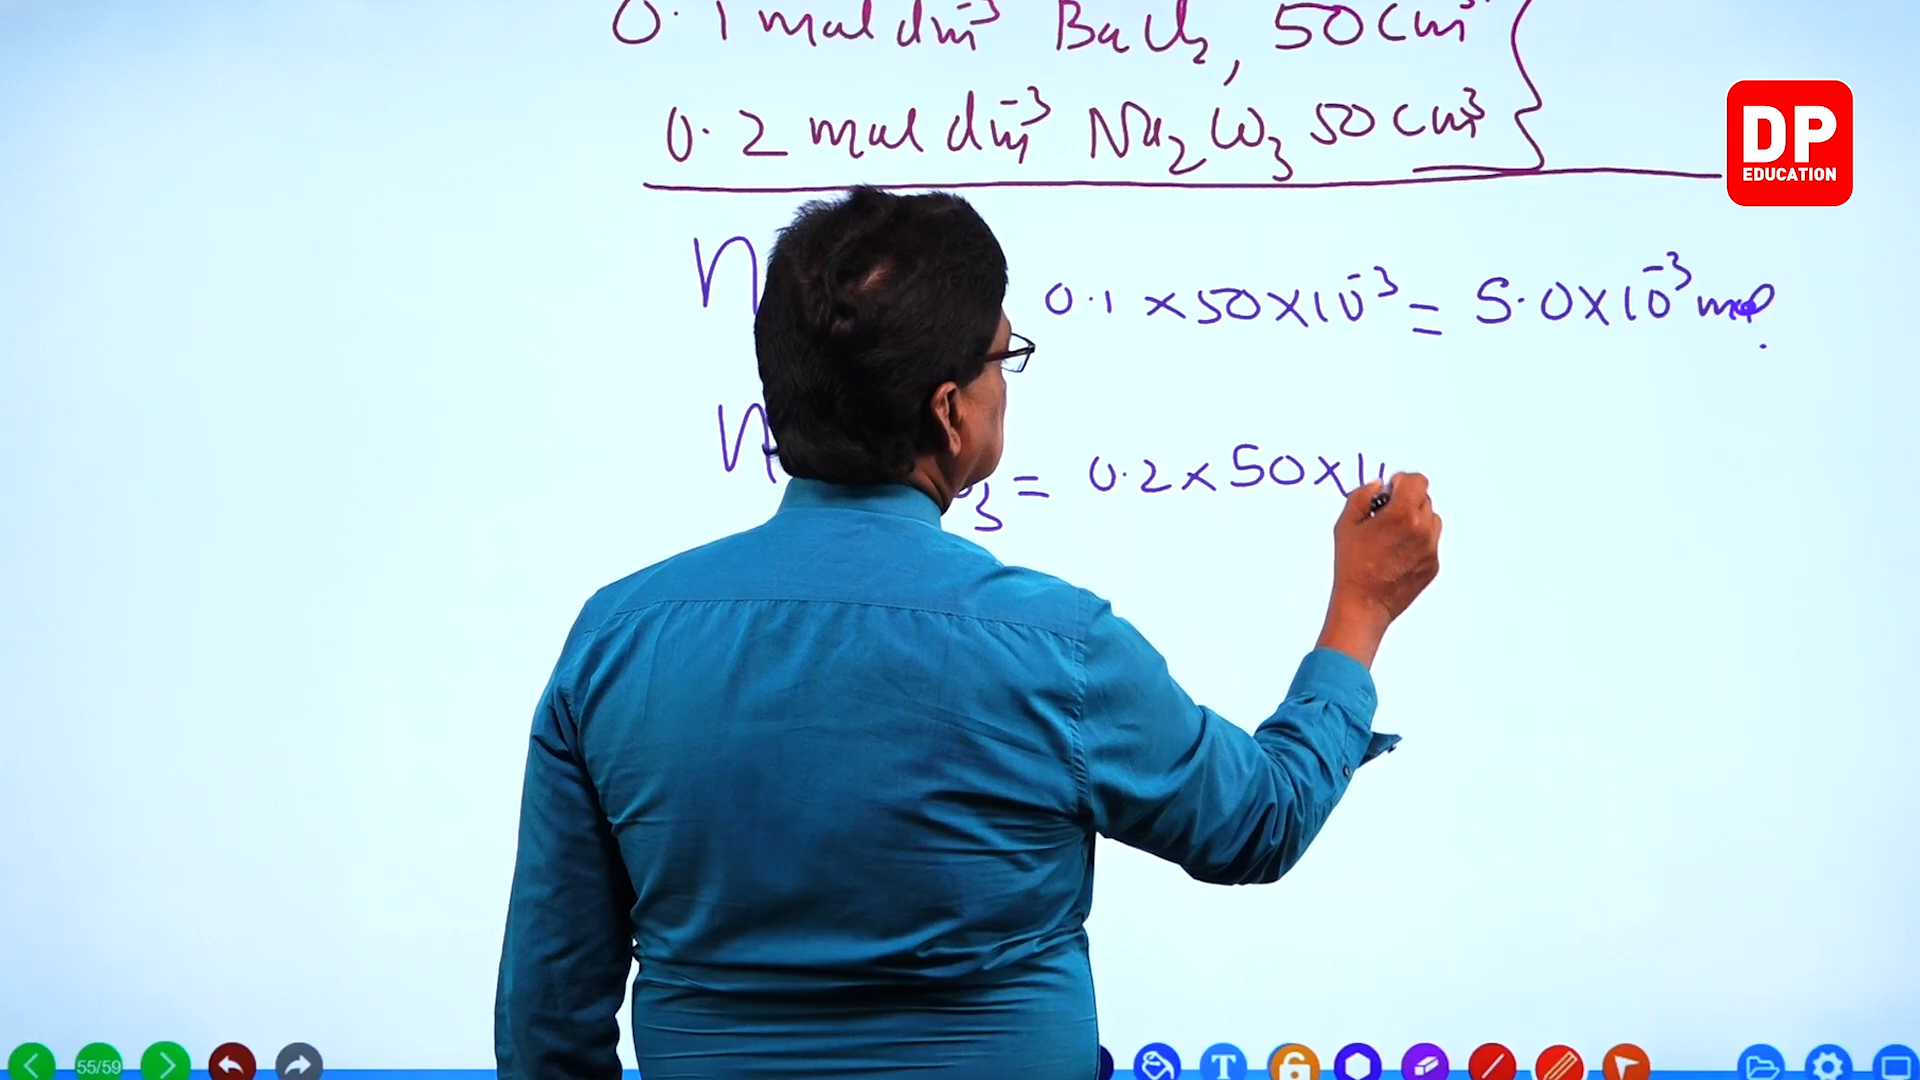 0.1 mol dm⁻³ BaCl₂, 50 cm³
0.2 mol dm⁻³ Na₂CO₃ 50 cm³
DP
EDUCATION
n 0.1 × 50 × 10⁻³ = 5.0 × 10⁻³ mol
n ₃ = 0.2 × 50 × 1
55/59
T